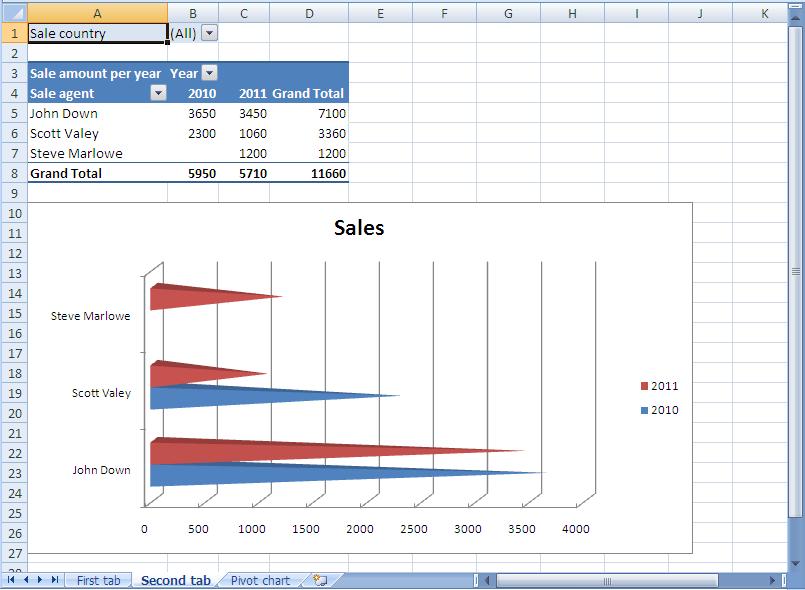 A B C D E F G H I J K
1 Sale country (All)
2
3 Sale amount per year Year
4 Sale agent 2010 2011 Grand Total
5 John Down 3650 3450 7100
6 Scott Valey 2300 1060 3360
7 Steve Marlowe 1200 1200
8 Grand Total 5950 5710 11660
9
10
11
12
13
14
15
16
17
18
19
20
21
22
23
24
25
26
27
28
Sales
Steve Marlowe
Scott Valey
John Down
2011
2010
0 500 1000 1500 2000 2500 3000 3500 4000
First tab Second tab Pivot chart